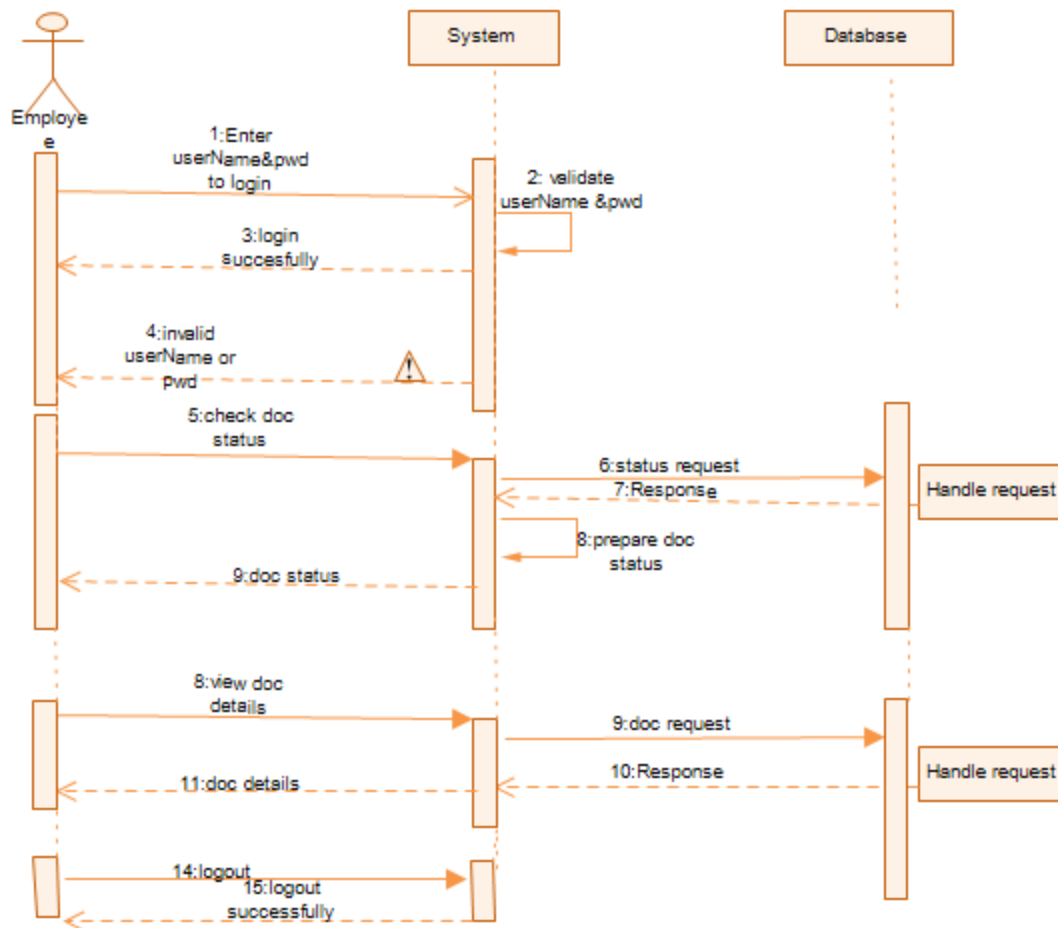 System
Database
Employe
e
1:Enter
userName&pwd
to login
2: validate
userName &pwd
3:login
succesfully
4:invalid
userName or
pwd
!
5:check doc
status
6:status request
7:Response
Handle request
8:prepare doc
status
9:doc status
8:view doc
details
9:doc request
10:Response
Handle request
11:doc details
14:logout
15:logout
successfully